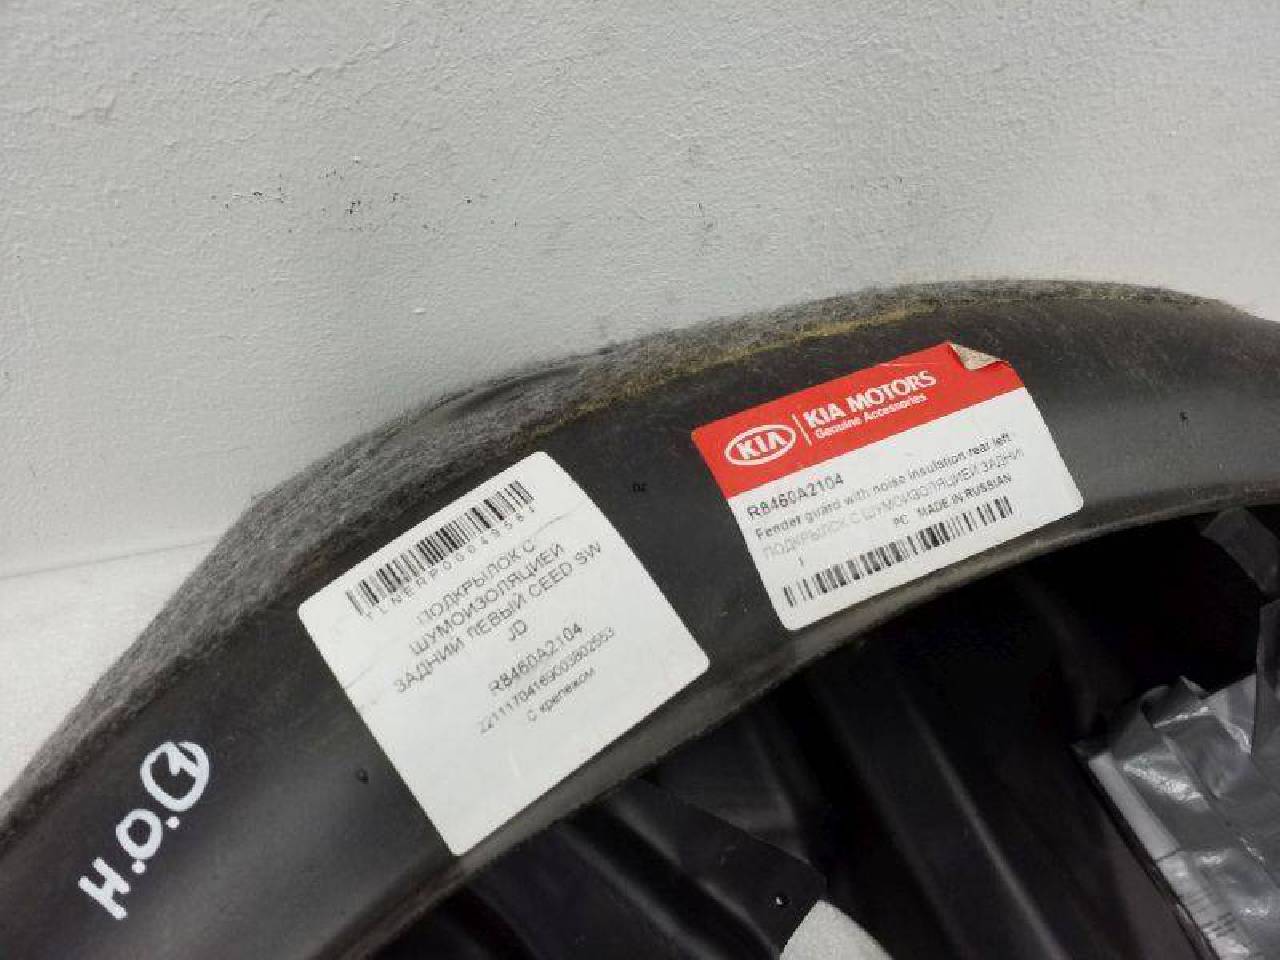 KIA
KIA MOTORS
Genuine Accessories
R8460A2104
Fender guard with noise insulation rear left
ПОДКРЫЛОК С ШУМОИЗОЛЯЦИЕЙ ЗАДНИЙ
PC MADE IN RUSSIAN
1
ПОДКРЫЛОК С
ШУМОИЗОЛЯЦИЕЙ
ЗАДНИЙ ЛЕВЫЙ CEED SW
JD
R8460A2104
С крепежом
Н.О.